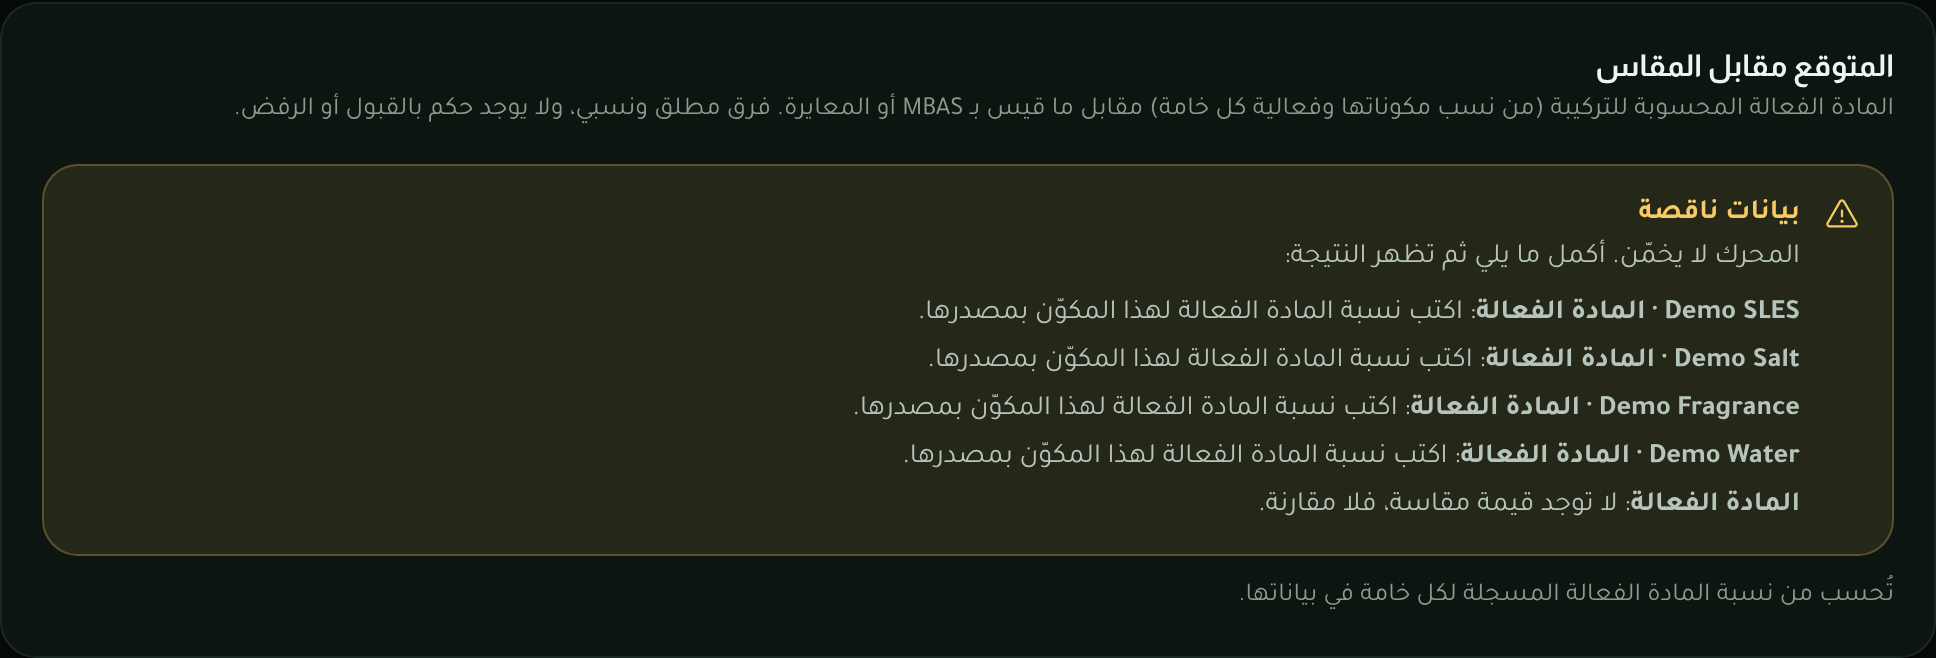 المتوقع مقابل المقاس
المادة الفعالة المحسوبة للتركيبة (من نسب مكوناتها وفعالية كل خامة) مقابل ما قيس بـ MBAS أو المعايرة. فرق مطلق ونسبي، ولا يوجد حكم بالقبول أو الرفض.
بيانات ناقصة
المحرك لا يخمّن. أكمل ما يلي ثم تظهر النتيجة:
Demo SLES · المادة الفعالة: اكتب نسبة المادة الفعالة لهذا المكوّن بمصدرها.
Demo Salt · المادة الفعالة: اكتب نسبة المادة الفعالة لهذا المكوّن بمصدرها.
Demo Fragrance · المادة الفعالة: اكتب نسبة المادة الفعالة لهذا المكوّن بمصدرها.
Demo Water · المادة الفعالة: اكتب نسبة المادة الفعالة لهذا المكوّن بمصدرها.
المادة الفعالة: لا توجد قيمة مقاسة، فلا مقارنة.
تُحسب من نسبة المادة الفعالة المسجلة لكل خامة في بياناتها.